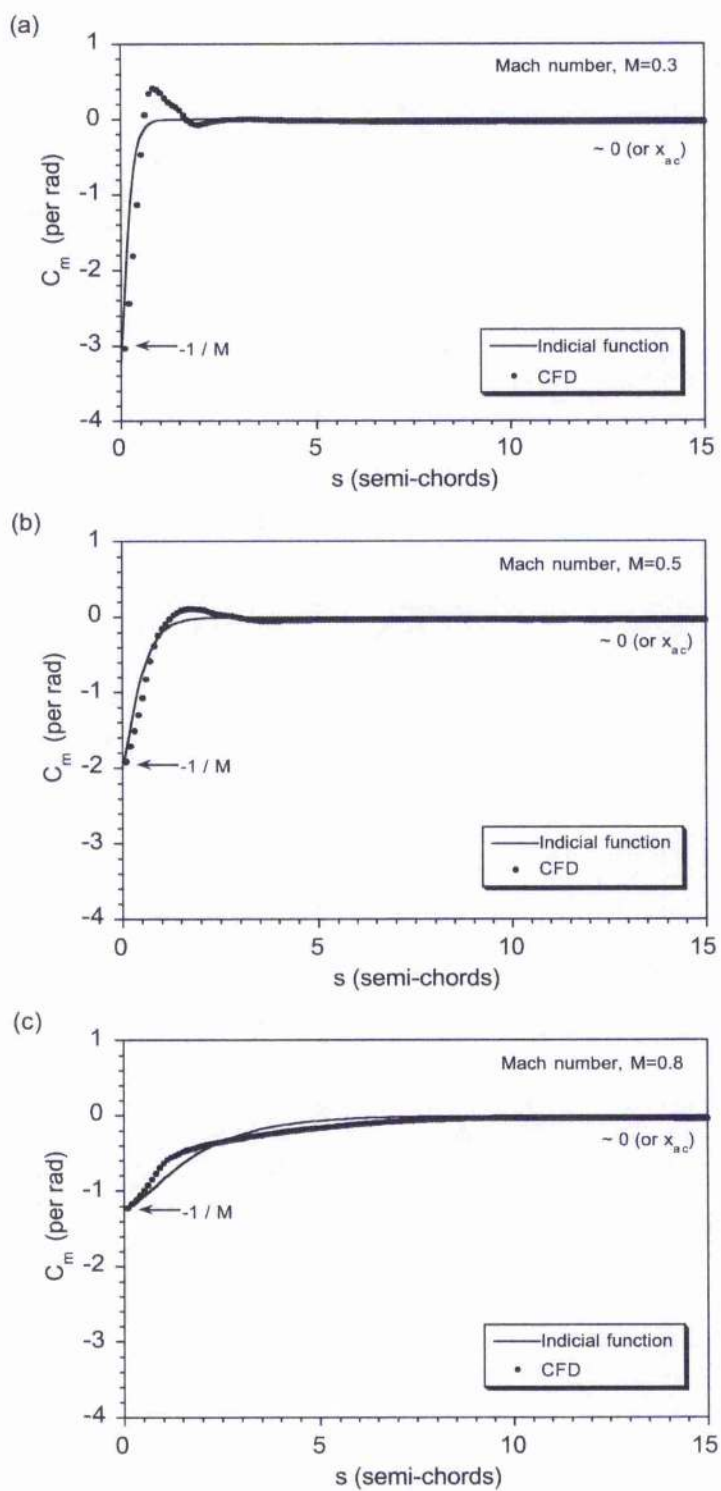 (a)
1
0
-1
-2
-3
-4
C_m (per rad)
Mach number, M=0.3
~ 0 (or x_ac)
-1 / M
Indicial function
CFD
0 5 10 15
s (semi-chords)
(b)
1
0
-1
-2
-3
-4
C_m (per rad)
Mach number, M=0.5
~ 0 (or x_ac)
-1 / M
Indicial function
CFD
0 5 10 15
s (semi-chords)
(c)
1
0
-1
-2
-3
-4
C_m (per rad)
Mach number, M=0.8
~ 0 (or x_ac)
-1 / M
Indicial function
CFD
0 5 10 15
s (semi-chords)